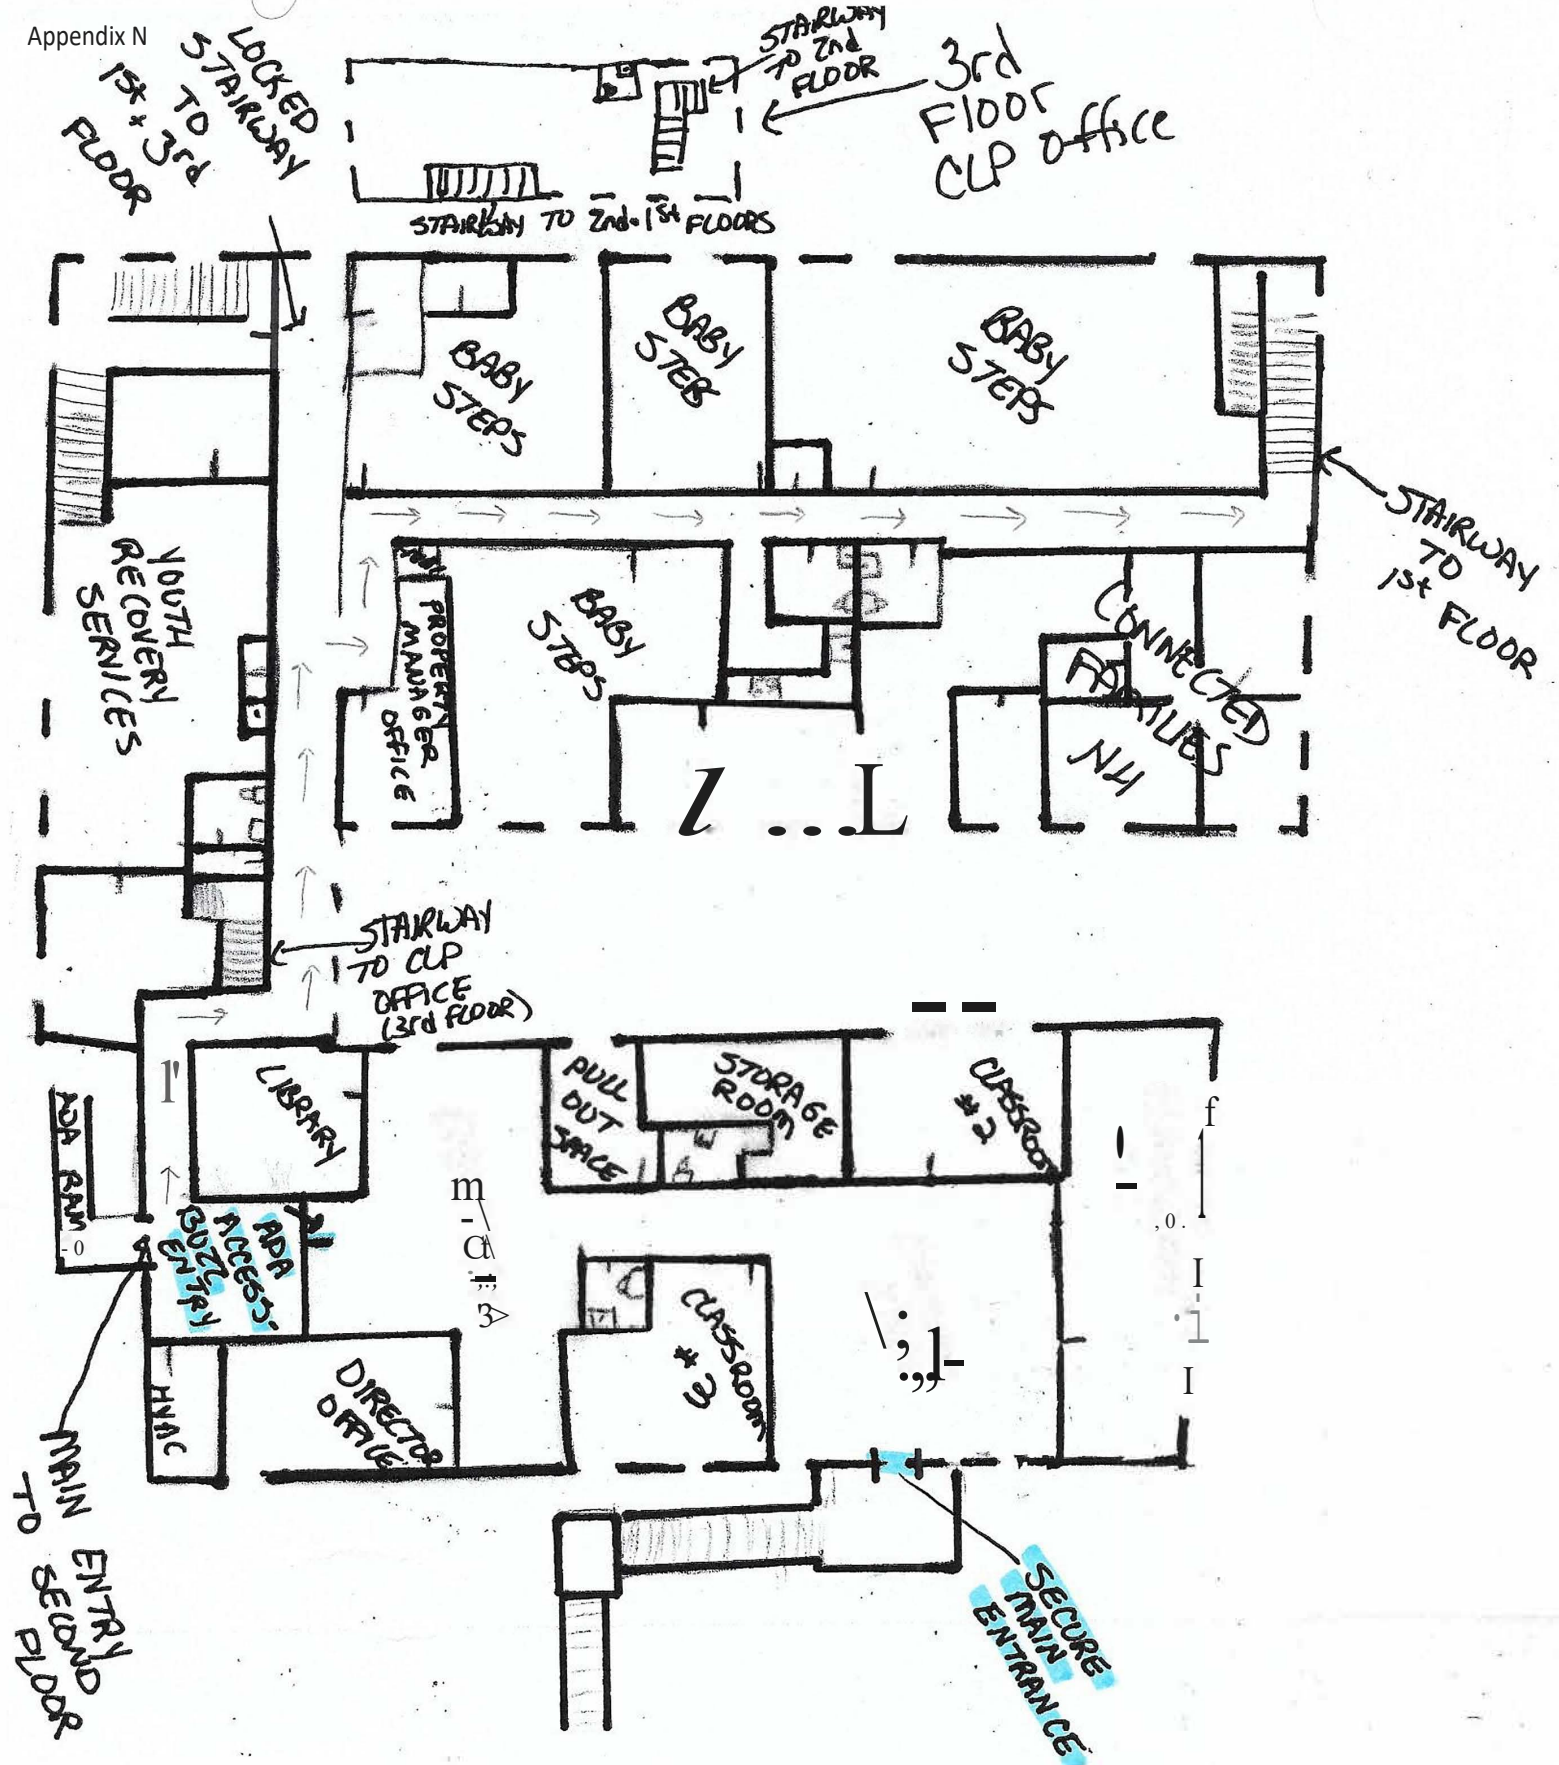 Appendix N
LOCKED
STAIRWAY
TO
1st + 3rd
FLOOR
STAIRWAY
TO 2nd
FLOOR
3rd
Floor
CLP office
STAIRWAY TO 2nd + 1st FLOORS
BABY
STEPS
BABY
STEPS
BABY
STEPS
STAIRWAY
TO
1st FLOOR
YOUTH
RECOVERY
SERVICES
PROPERTY
MANAGER
OFFICE
BABY
STEPS
CONNECTED
FAMILIES
NH
l ...L
STAIRWAY
TO CLP
OFFICE
(3rd FLOOR)
LIBRARY
PULL
OUT
SPACE
STORAGE
ROOM
CLASSROOM
#2
ADA RAM
ADA
ACCESS-
BUZZ
ENTRY
m
CLASSROOM
#3
HVAC
DIRECTOR
OFFICE
MAIN ENTRY
TO SECOND
FLOOR
SECURE
MAIN
ENTRANCE